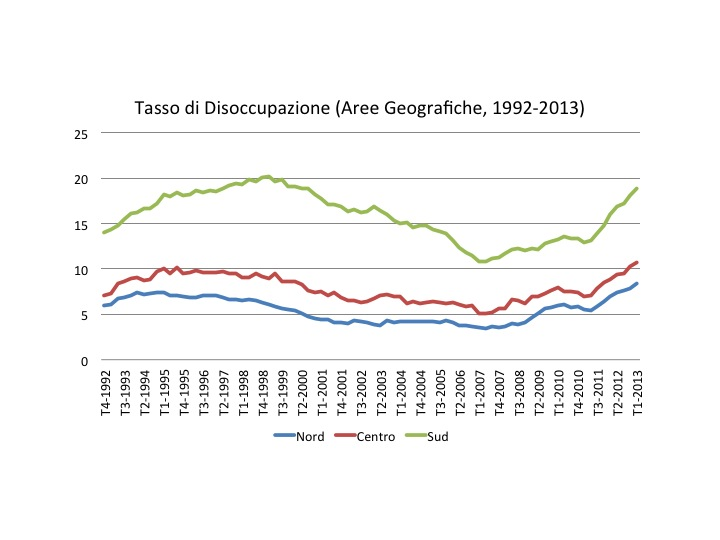 Tasso di Disoccupazione (Aree Geografiche, 1992-2013)
25
20
15
10
5
0
T4-1992
T3-1993
T2-1994
T1-1995
T4-1995
T3-1996
T2-1997
T1-1998
T4-1998
T3-1999
T2-2000
T1-2001
T4-2001
T3-2002
T2-2003
T1-2004
T4-2004
T3-2005
T2-2006
T1-2007
T4-2007
T3-2008
T2-2009
T1-2010
T4-2010
T3-2011
T2-2012
T1-2013
Nord Centro Sud